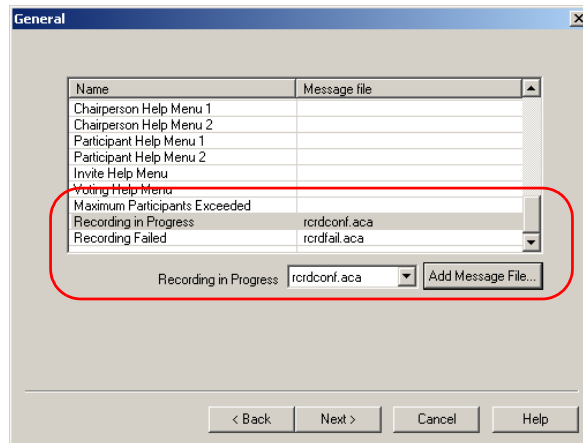 General
Name Message file
Chairperson Help Menu 1
Chairperson Help Menu 2
Participant Help Menu 1
Participant Help Menu 2
Invite Help Menu
Voting Help Menu
Maximum Participants Exceeded
Recording in Progress rcrdconf.aca
Recording Failed rcrdfail.aca
Recording in Progress rcrdconf.aca Add Message File...
< Back Next > Cancel Help